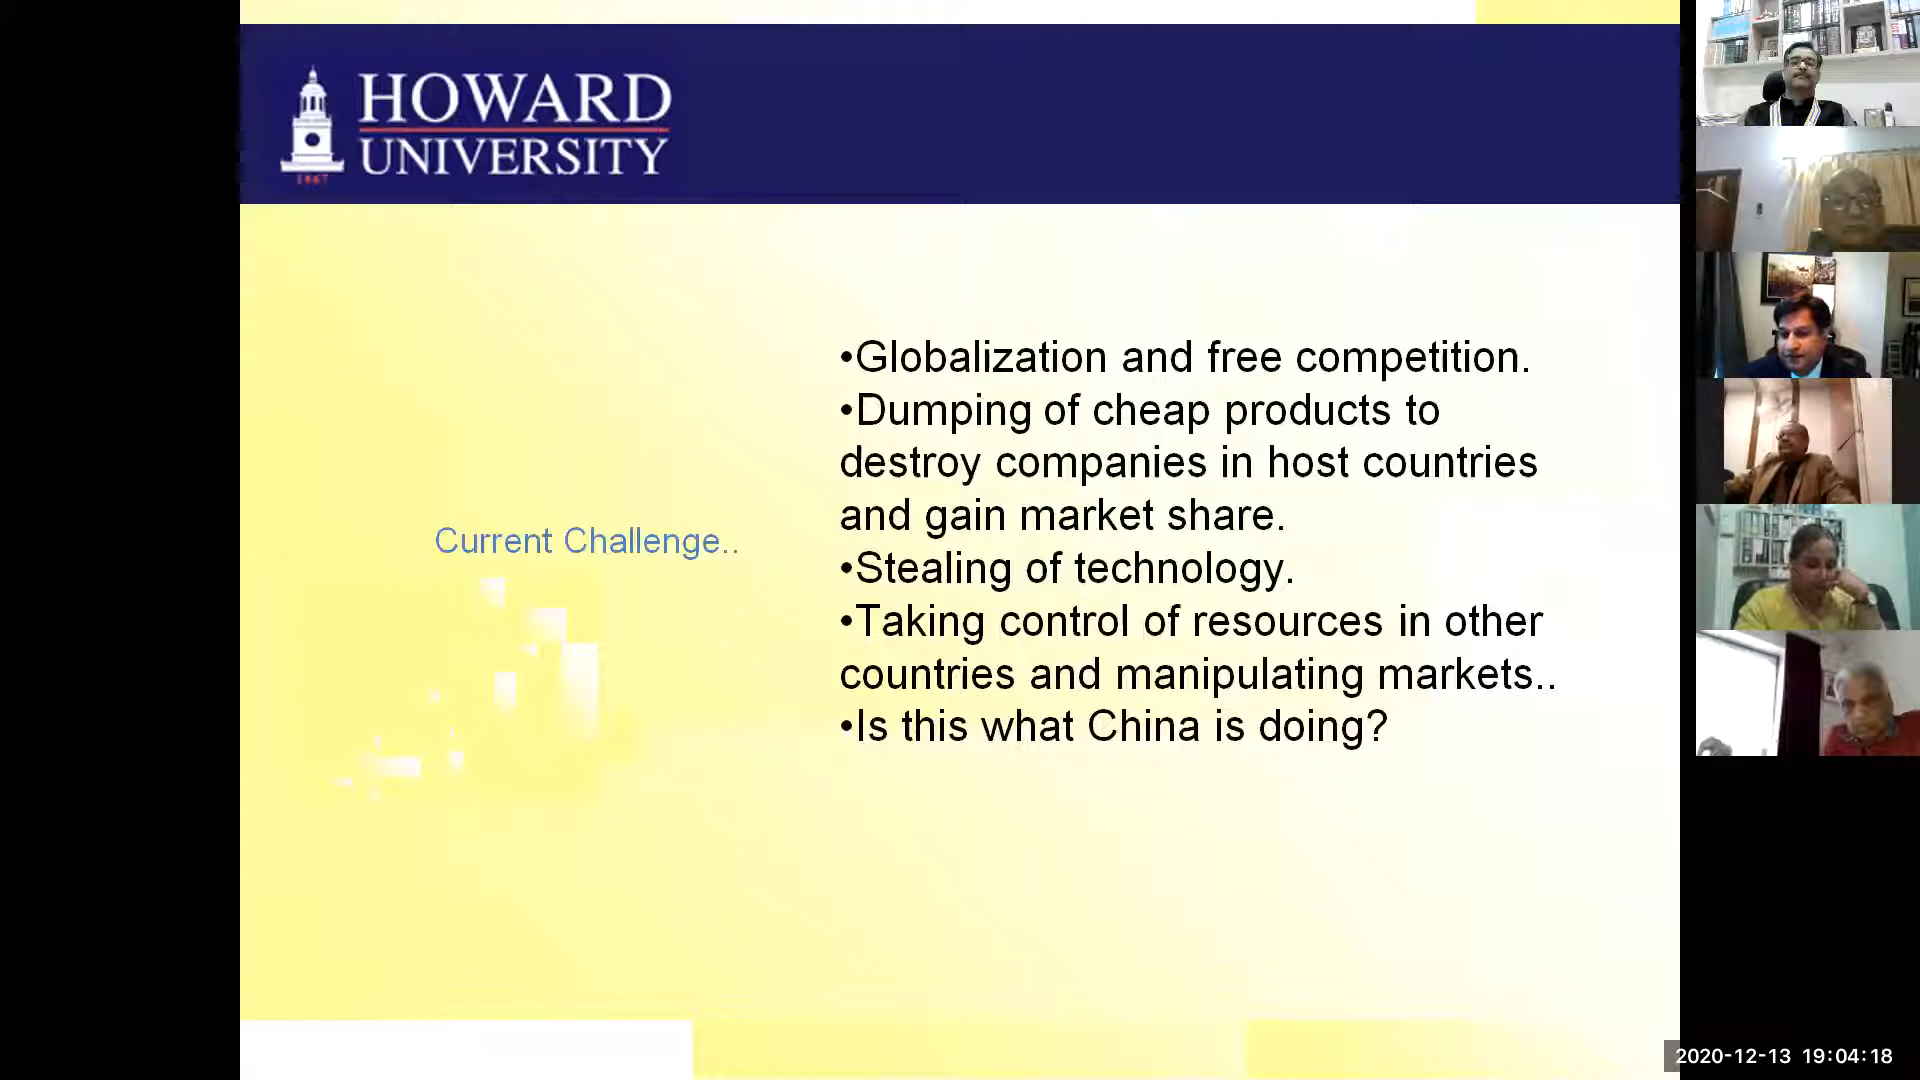 HOWARD
UNIVERSITY
1867
Current Challenge..
•Globalization and free competition.
•Dumping of cheap products to
destroy companies in host countries
and gain market share.
•Stealing of technology.
•Taking control of resources in other
countries and manipulating markets..
•Is this what China is doing?
2020-12-13 19:04:18